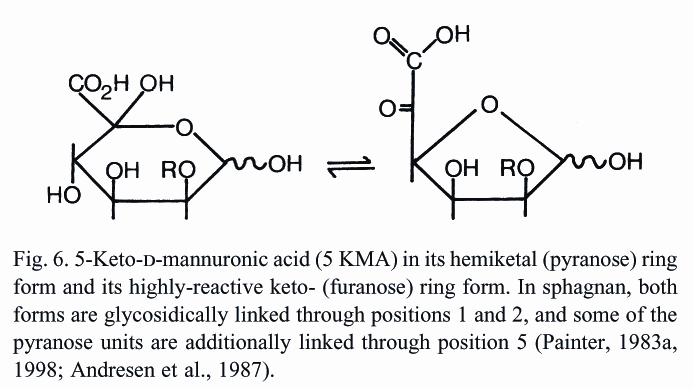 O OH
C
CO2H OH
O=
O
O
OH RO
OH
OH RO
OH
HO
Fig. 6. 5-Keto-D-mannuronic acid (5 KMA) in its hemiketal (pyranose) ring
form and its highly-reactive keto- (furanose) ring form. In sphagnan, both
forms are glycosidically linked through positions 1 and 2, and some of the
pyranose units are additionally linked through position 5 (Painter, 1983a,
1998; Andresen et al., 1987).